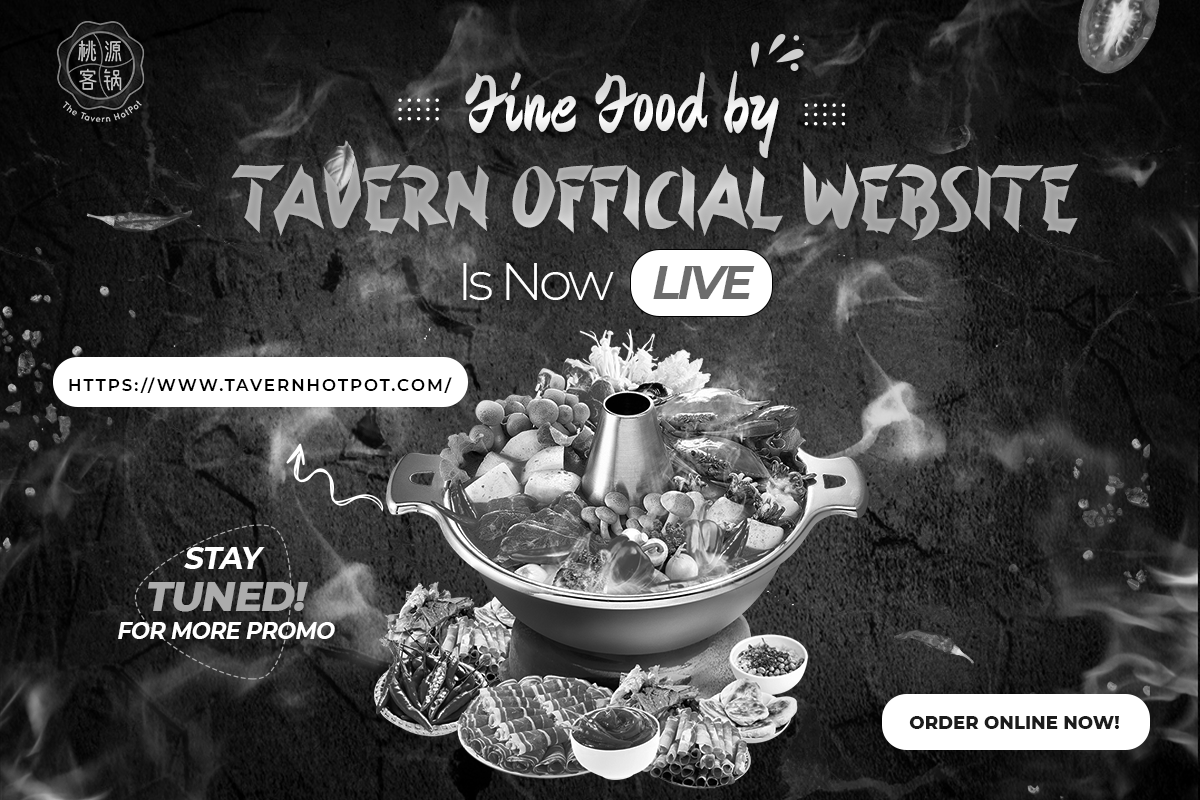 桃源
客锅
The Tavern HotPot
Fine Food by
TAVERN OFFICIAL WEBSITE
Is Now LIVE
HTTPS://WWW.TAVERNHOTPOT.COM/
STAY
TUNED!
FOR MORE PROMO
ORDER ONLINE NOW!